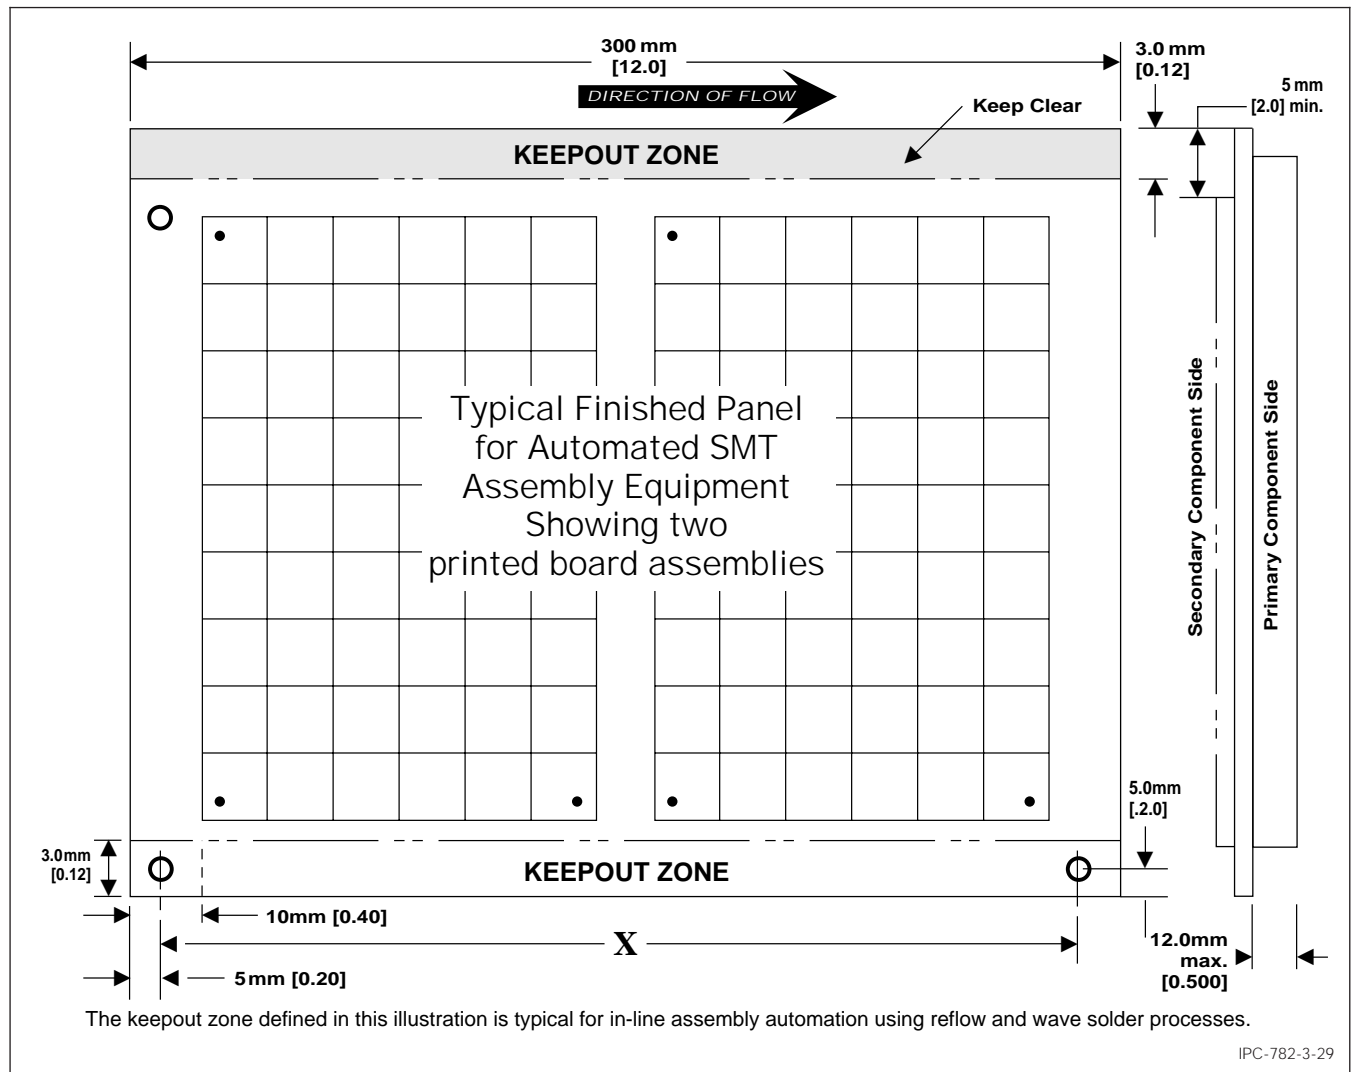 300 mm
[12.0]
3.0 mm
[0.12]
5 mm
[2.0] min.
DIRECTION OF FLOW
Keep Clear
KEEPOUT ZONE
Typical Finished Panel
for Automated SMT
Assembly Equipment
Showing two
printed board assemblies
Secondary Component Side
Primary Component Side
5.0mm
[.2.0]
3.0mm
[0.12]
KEEPOUT ZONE
10mm [0.40]
X
12.0mm
max.
[0.500]
5mm [0.20]
The keepout zone defined in this illustration is typical for in-line assembly automation using reflow and wave solder processes.
IPC-782-3-29